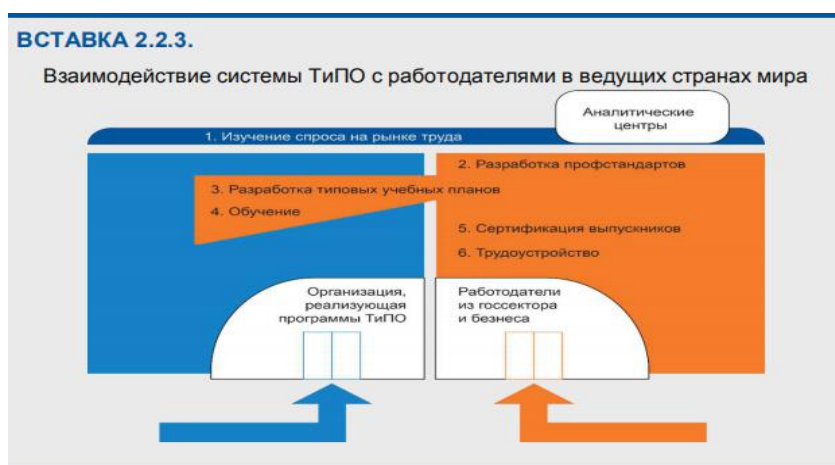 ВСТАВКА 2.2.3.
Взаимодействие системы ТиПО с работодателями в ведущих странах мира
Аналитические
центры
1. Изучение спроса на рынке труда
2. Разработка профстандартов
3. Разработка типовых учебных планов
4. Обучение
5. Сертификация выпускников
6. Трудоустройство
Организация,
реализующая
программы ТиПО
Работодатели
из госсектора
и бизнеса